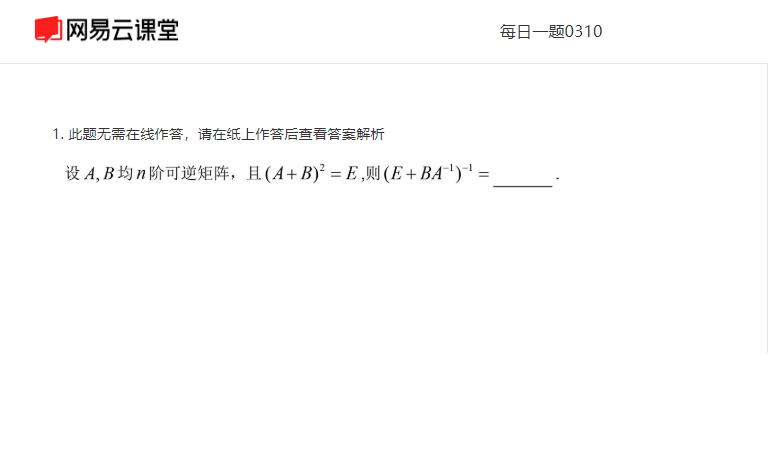 网易云课堂
每日一题0310
1. 此题无需在线作答，请在纸上作答后查看答案解析
设 A, B 均 n 阶可逆矩阵，且 (A + B)² = E ,则 (E + BA⁻¹)⁻¹ = ______ .